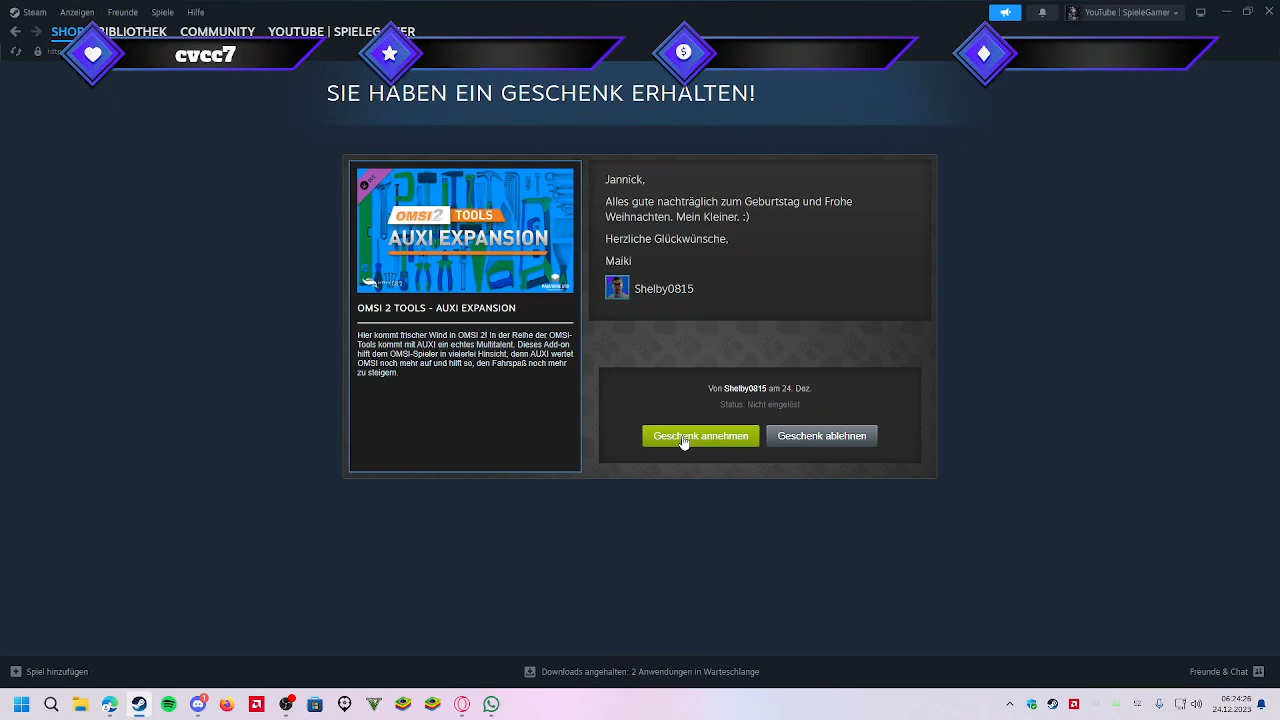 Steam Anzeigen Freunde Spiele Hilfe
YouTube | SpieleGamer
SHOP BIBLIOTHEK COMMUNITY YOUTUBE | SPIELEGAMER
cvcc7
$
SIE HABEN EIN GESCHENK ERHALTEN!
OMSI 2 TOOLS
AUXI EXPANSION
OMSI 2 TOOLS - AUXI EXPANSION
Hier kommt frischer Wind in OMSI 2! In der Reihe der OMSI-
Tools kommt mit AUXI ein echtes Multitalent. Dieses Add-on
hilft dem OMSI-Spieler in vielerlei Hinsicht, denn AUXI wertet
OMSI noch mehr auf und hilft so, den Fahrspaß noch mehr
zu steigern.
Jannick,
Alles gute nachträglich zum Geburtstag und Frohe
Weihnachten. Mein Kleiner. :)
Herzliche Glückwünsche,
Maiki
Shelby0815
Von Shelby0815 am 24. Dez.
Status: Nicht eingelöst
Geschenk annehmen
Geschenk ablehnen
Spiel hinzufügen
Downloads angehalten: 2 Anwendungen in Warteschlange
Freunde & Chat
1
06:24:26
24.12.2023